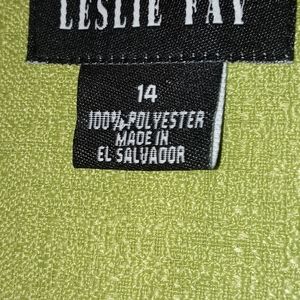 LESLIE FAY
14
100% POLYESTER
MADE IN
EL SALVADOR